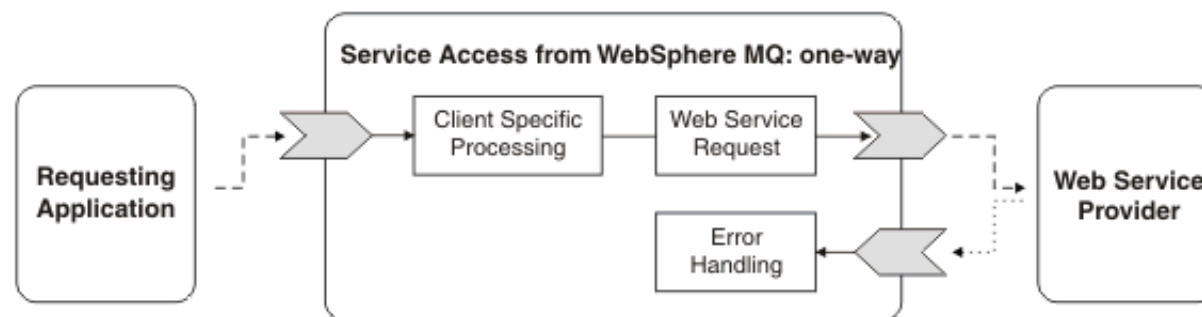 Service Access from WebSphere MQ: one-way
Requesting
Application
Client Specific
Processing
Web Service
Request
Error
Handling
Web Service
Provider